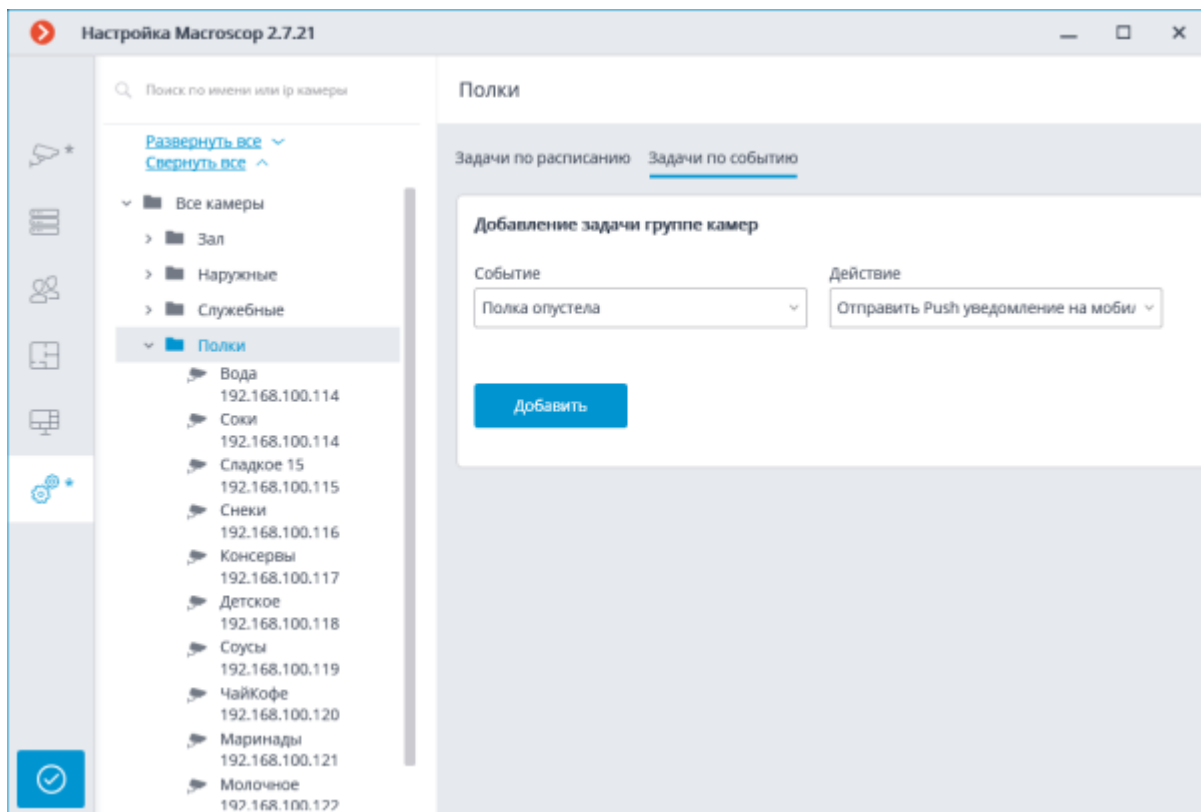 Настройка Macroscop 2.7.21
Поиск по имени или ip камеры
Развернуть все
Свернуть все
Все камеры
Зал
Наружные
Служебные
Полки
Вода
192.168.100.114
Соки
192.168.100.114
Сладкое 15
192.168.100.115
Снеки
192.168.100.116
Консервы
192.168.100.117
Детское
192.168.100.118
Соусы
192.168.100.119
ЧайКофе
192.168.100.120
Маринады
192.168.100.121
Молочное
192.168.100.122
Полки
Задачи по расписанию Задачи по событию
Добавление задачи группе камер
Событие Действие
Полка опустела Отправить Push уведомление на мобил
Добавить